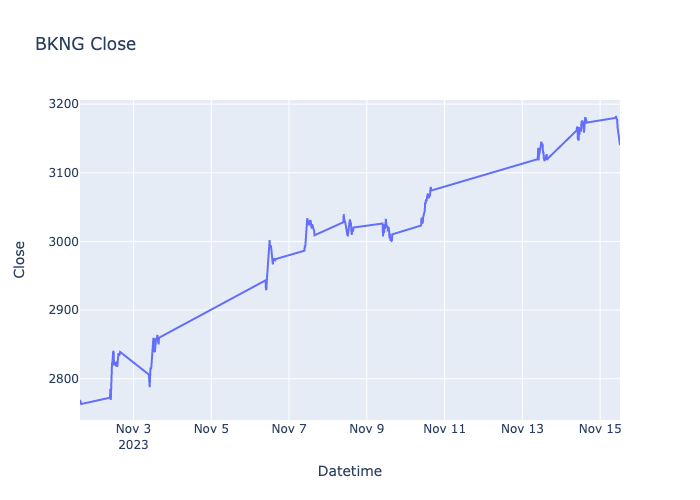 BKNG Close
3200
3100
3000
2900
2800
Close
Nov 3
2023
Nov 5
Nov 7
Nov 9
Nov 11
Nov 13
Nov 15
Datetime